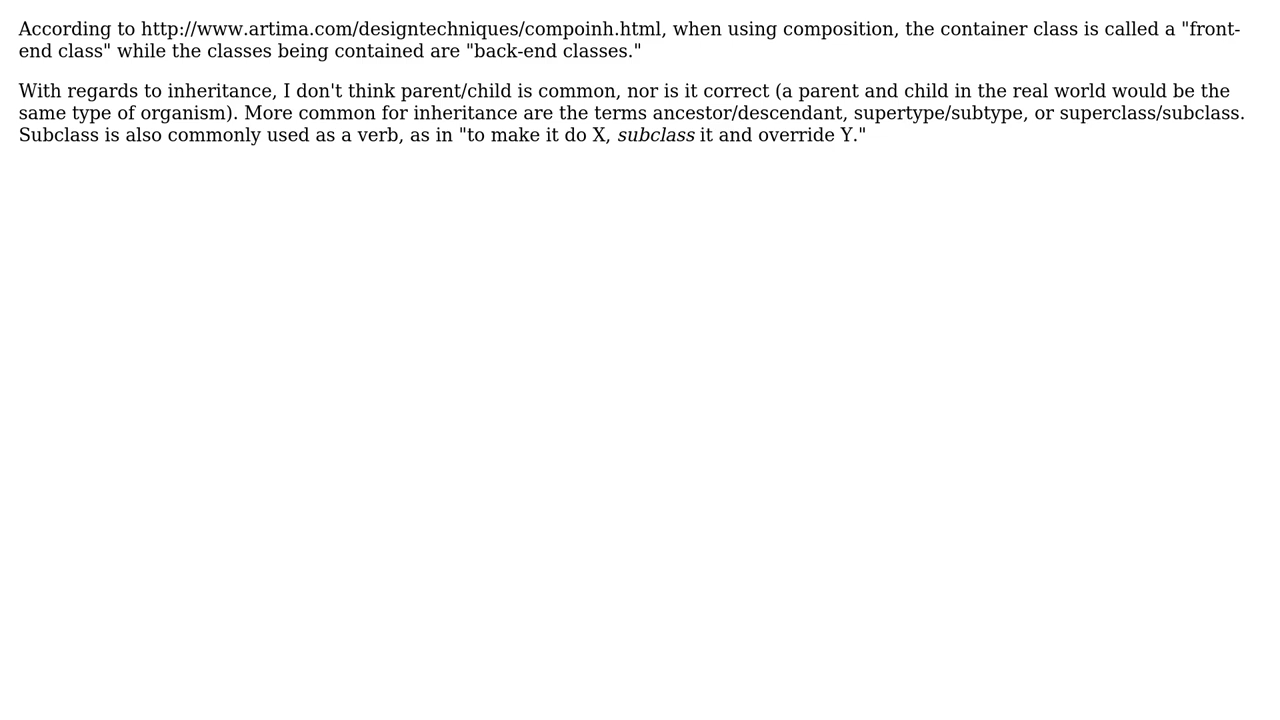 According to http://www.artima.com/designtechniques/compoinh.html, when using composition, the container class is called a "front-
end class" while the classes being contained are "back-end classes."
With regards to inheritance, I don't think parent/child is common, nor is it correct (a parent and child in the real world would be the
same type of organism). More common for inheritance are the terms ancestor/descendant, supertype/subtype, or superclass/subclass.
Subclass is also commonly used as a verb, as in "to make it do X, subclass it and override Y."